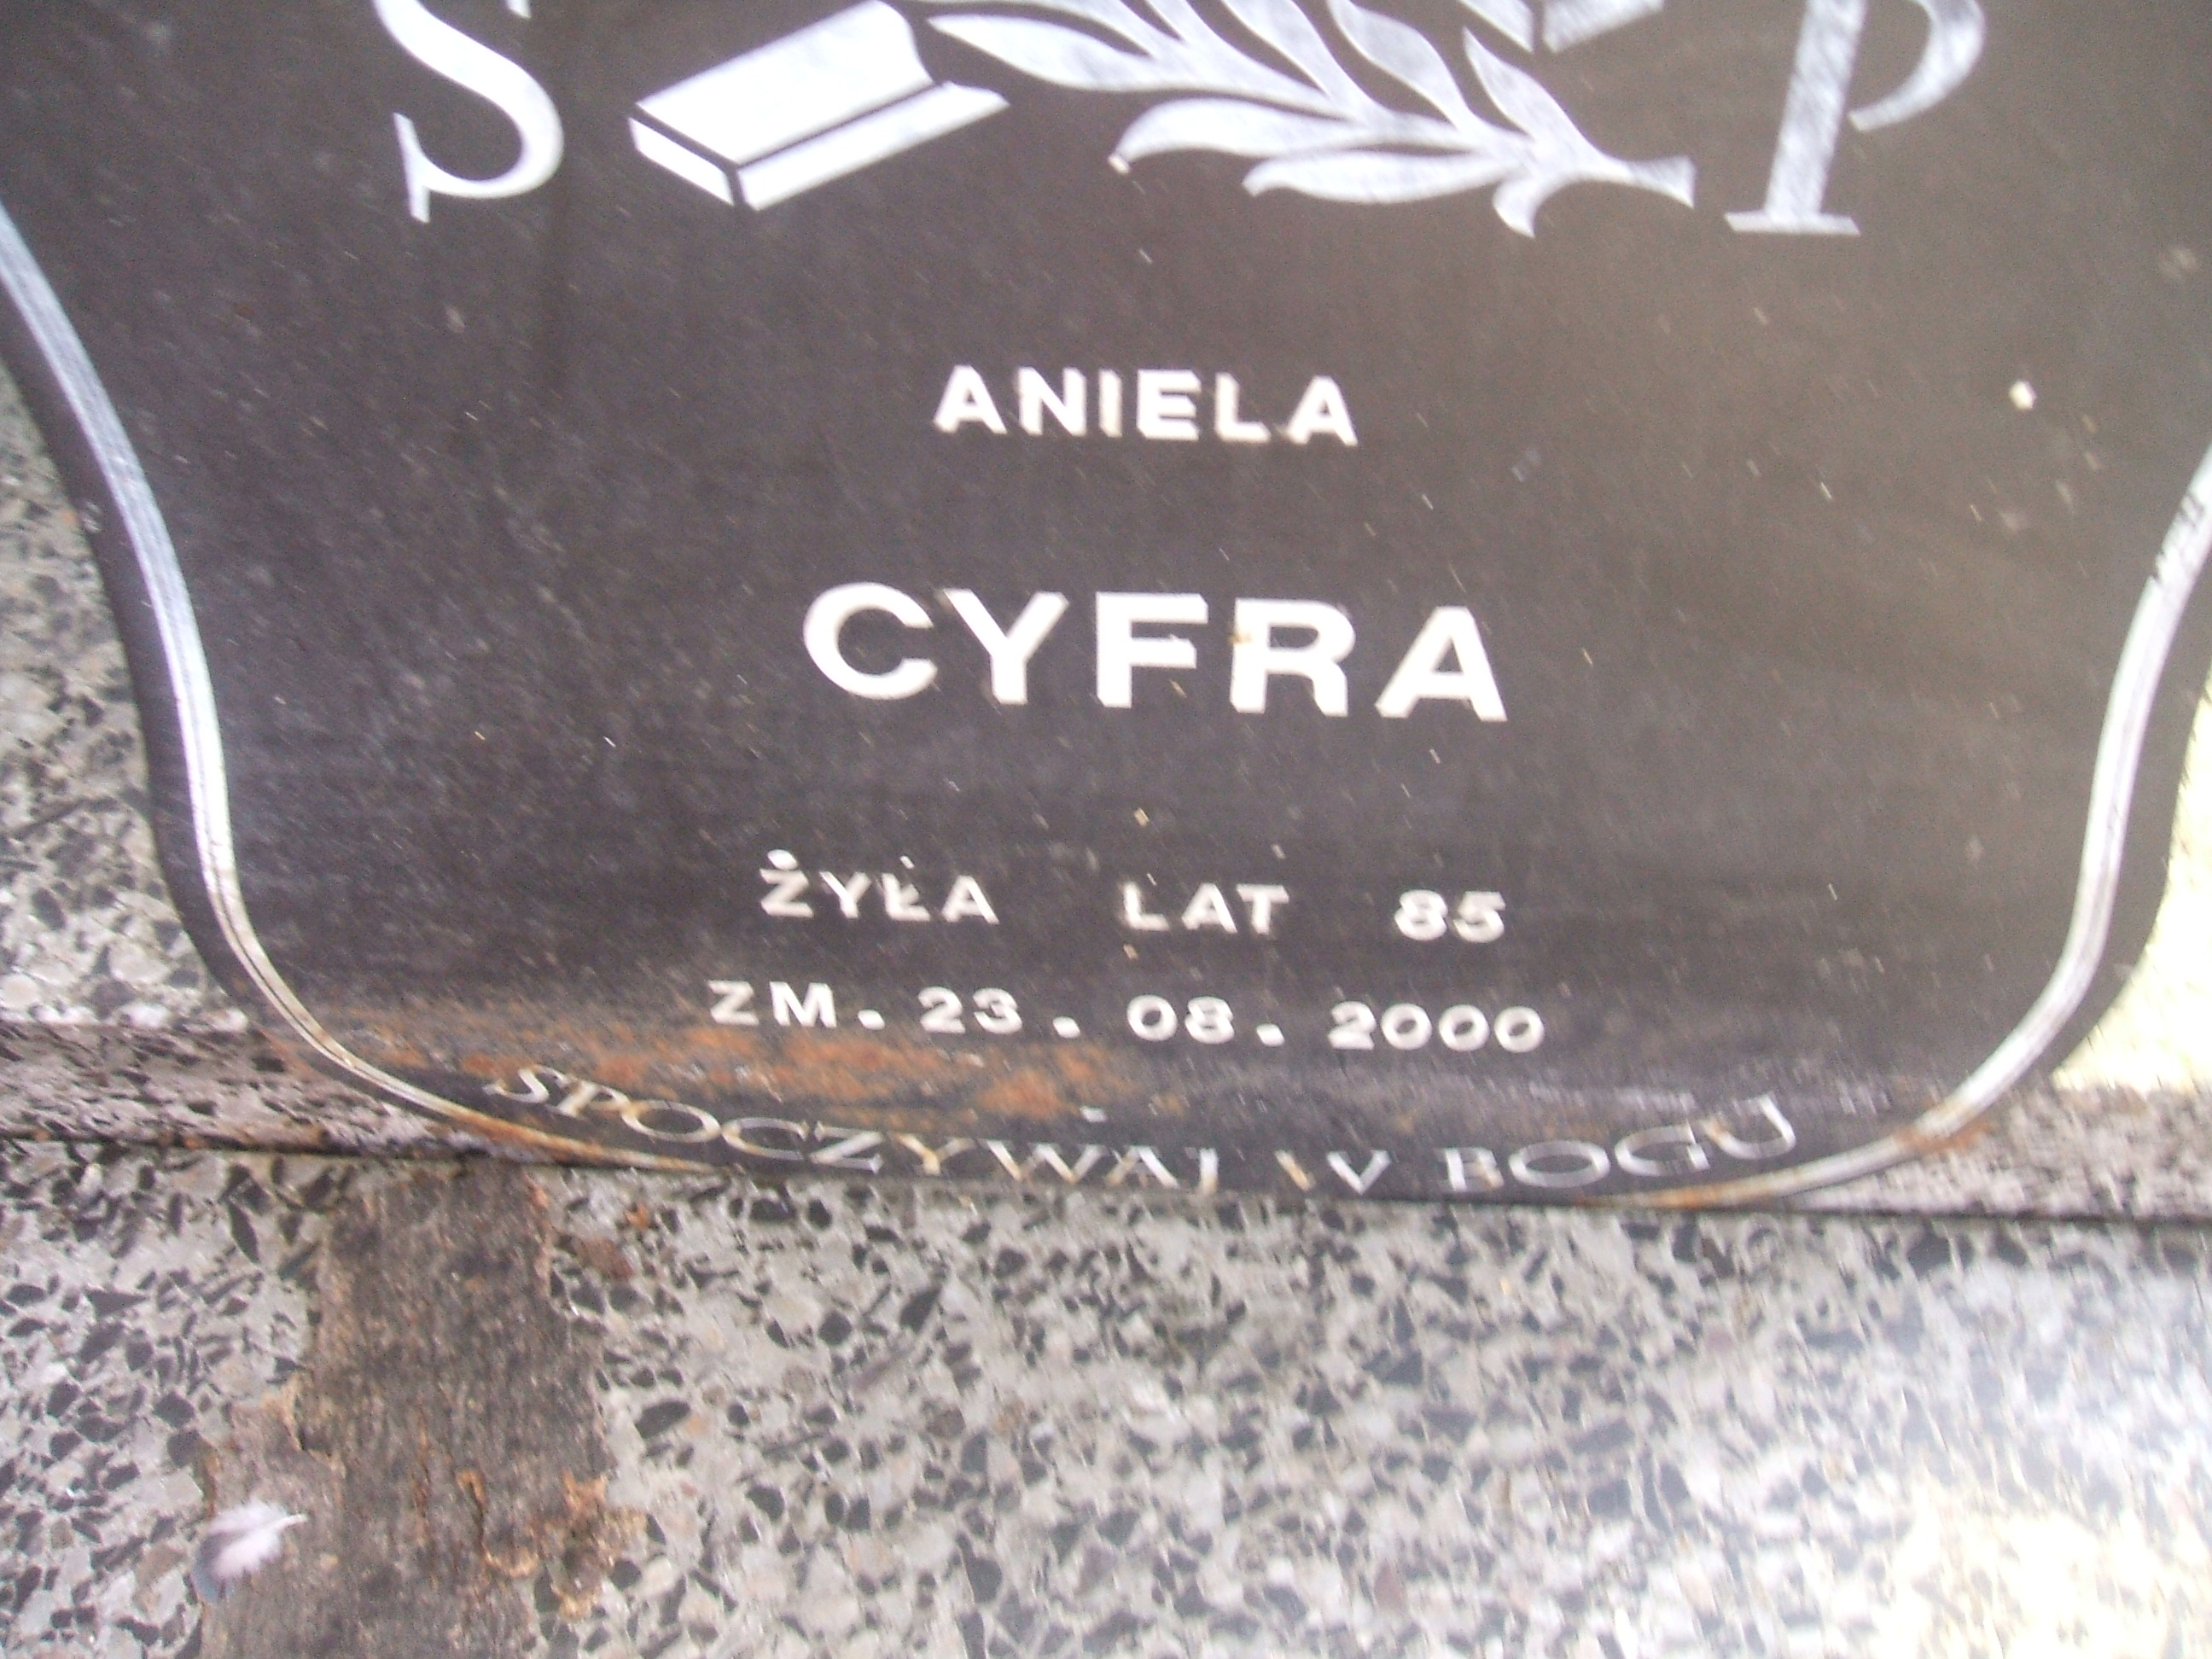 S P
ANIELA
CYFRA
ŻYŁA LAT 85
ZM. 23. 08. 2000
SPOCZYWAJ W BOGU